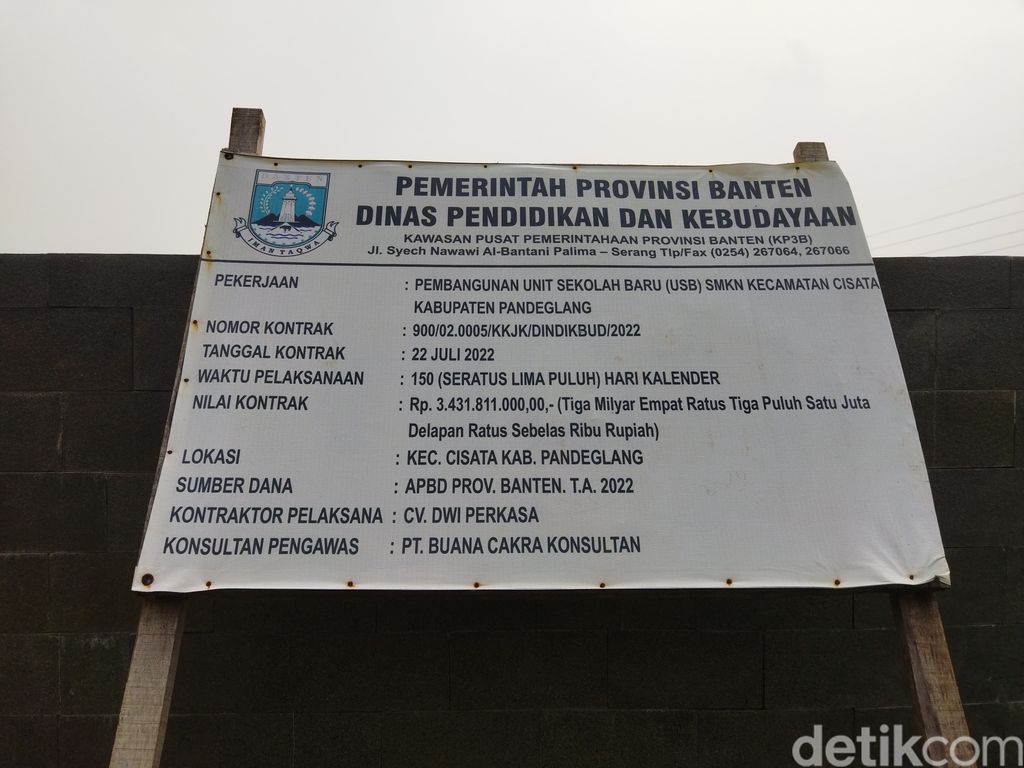 BANTEN
IMAN TAQWA
PEMERINTAH PROVINSI BANTEN
DINAS PENDIDIKAN DAN KEBUDAYAAN
KAWASAN PUSAT PEMERINTAHAAN PROVINSI BANTEN (KP3B)
Jl. Syech Nawawi Al-Bantani Palima – Serang Tlp/Fax (0254) 267064, 267066
PEKERJAAN : PEMBANGUNAN UNIT SEKOLAH BARU (USB) SMKN KECAMATAN CISATA
KABUPATEN PANDEGLANG
NOMOR KONTRAK : 900/02.0005/KKJK/DINDIKBUD/2022
TANGGAL KONTRAK : 22 JULI 2022
WAKTU PELAKSANAAN : 150 (SERATUS LIMA PULUH) HARI KALENDER
NILAI KONTRAK : Rp. 3.431.811.000,00,- (Tiga Milyar Empat Ratus Tiga Puluh Satu Juta
Delapan Ratus Sebelas Ribu Rupiah)
LOKASI : KEC. CISATA KAB. PANDEGLANG
SUMBER DANA : APBD PROV. BANTEN. T.A. 2022
KONTRAKTOR PELAKSANA : CV. DWI PERKASA
KONSULTAN PENGAWAS : PT. BUANA CAKRA KONSULTAN
detikcom